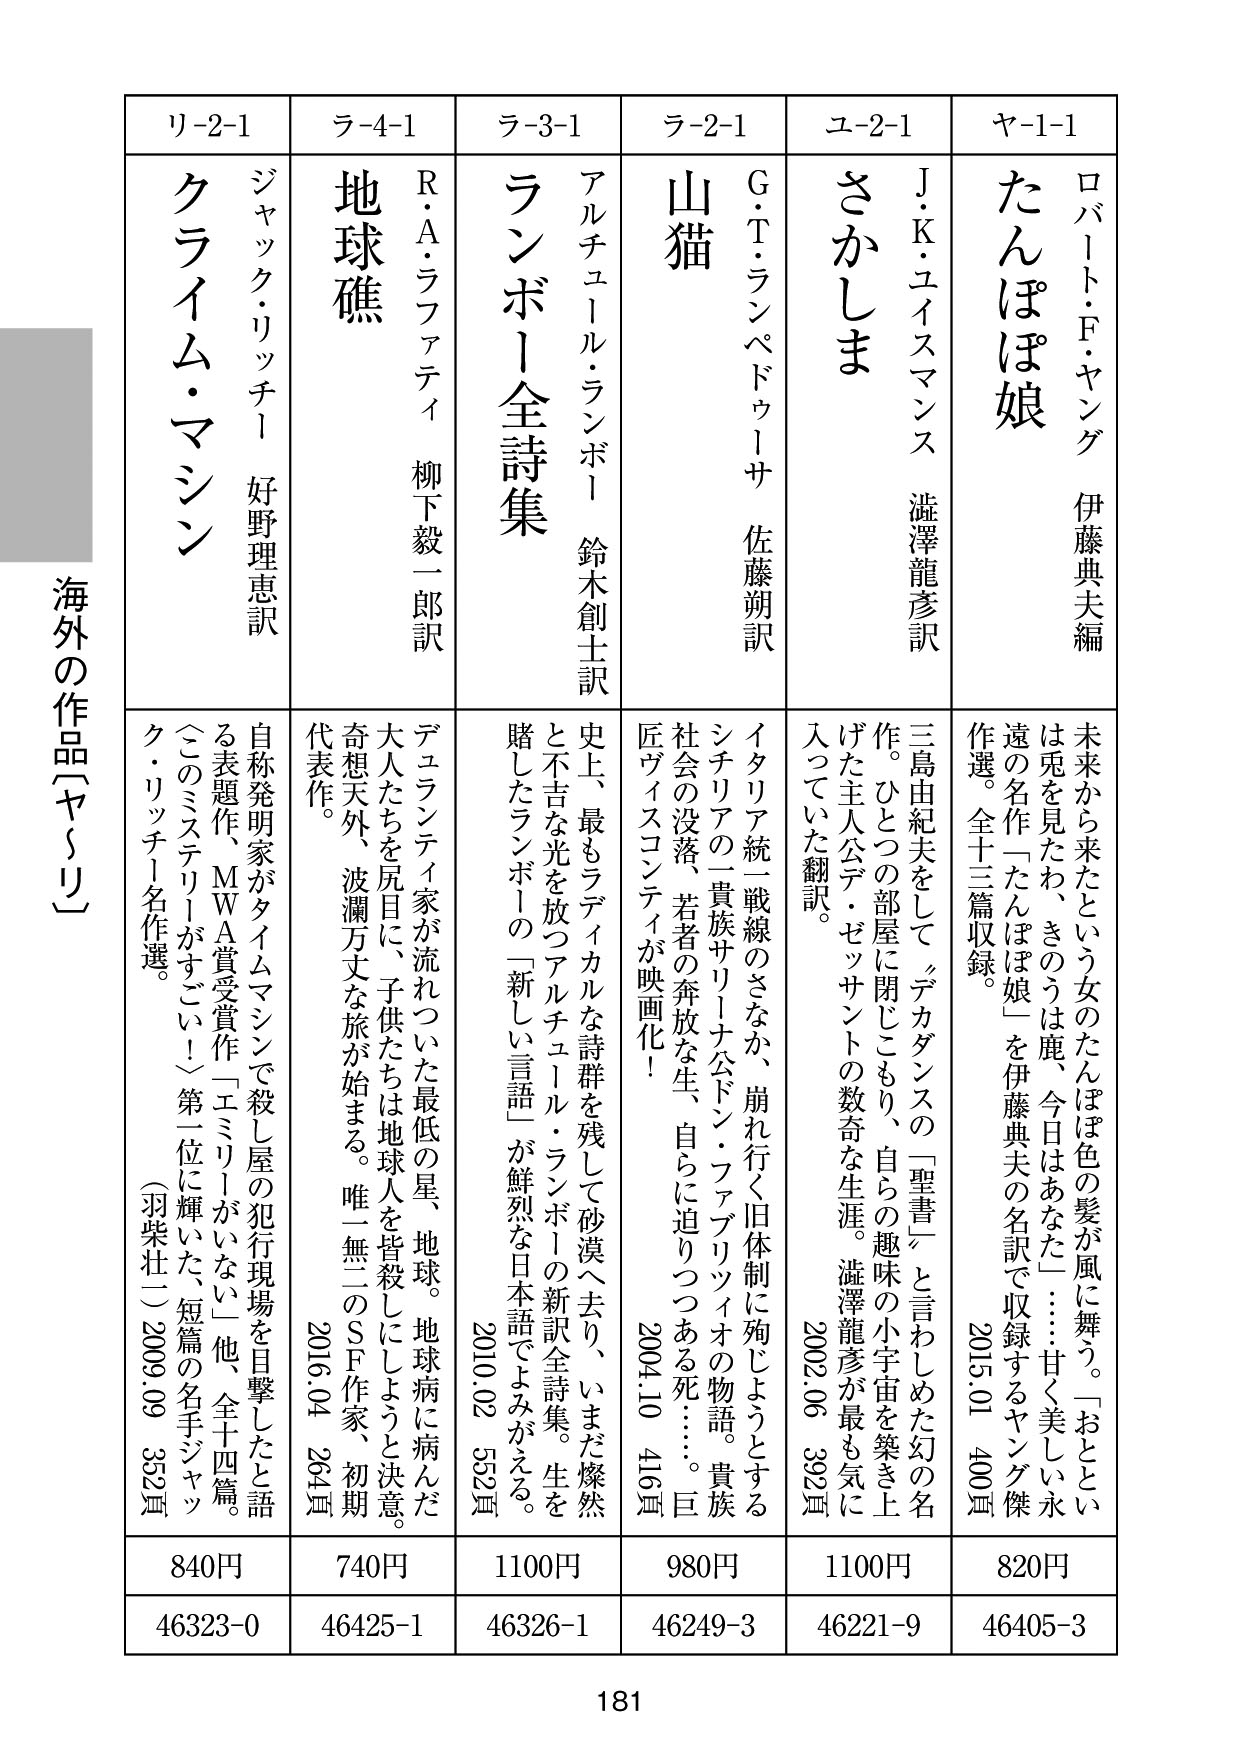 ヤ-1-1
ロバート・F・ヤング　伊藤典夫編
たんぽぽ娘
未来から来たという女のたんぽぽ色の髪が風に舞う。「おととい
は兎を見たわ、きのうは鹿、今日はあなた」……甘く美しい永
遠の名作「たんぽぽ娘」を伊藤典夫の名訳で収録するヤング傑
作選。全十三篇収録。
2015.01　400頁
820円
46405-3
ユ-2-1
J・K・ユイスマンス　澁澤龍彥訳
さかしま
三島由紀夫をして〝デカダンスの「聖書」〟と言わしめた幻の名
作。ひとつの部屋に閉じこもり、自らの趣味の小宇宙を築き上
げた主人公デ・ゼッサントの数奇な生涯。澁澤龍彥が最も気に
入っていた翻訳。
2002.06　392頁
1100円
46221-9
ラ-2-1
G・T・ランペドゥーサ　佐藤朔訳
山猫
イタリア統一戦線のさなか、崩れ行く旧体制に殉じようとする
シチリアの一貴族サリーナ公ドン・ファブリツィオの物語。貴族
社会の没落、若者の奔放な生、自らに迫りつつある死……。巨
匠ヴィスコンティが映画化！
2004.10　416頁
980円
46249-3
ラ-3-1
アルチュール・ランボー　鈴木創士訳
ランボー全詩集
史上、最もラディカルな詩群を残して砂漠へ去り、いまだ燦然
と不吉な光を放つアルチュール・ランボーの新訳全詩集。生を
賭したランボーの「新しい言語」が鮮烈な日本語でよみがえる。
2010.02　552頁
1100円
46326-1
ラ-4-1
R・A・ラファティ　柳下毅一郎訳
地球礁
デュランティ家が流れついた最低の星、地球。地球病に病んだ
大人たちを尻目に、子供たちは地球人を皆殺しにしようと決意。
奇想天外、波瀾万丈な旅が始まる。唯一無二のSF作家、初期
代表作。
2016.04　264頁
740円
46425-1
リ-2-1
ジャック・リッチー　好野理恵訳
クライム・マシン
自称発明家がタイムマシンで殺し屋の犯行現場を目撃したと語
る表題作、MWA賞受賞作「エミリーがいない」他、全十四篇。
〈このミステリーがすごい！〉第一位に輝いた、短篇の名手ジャッ
ク・リッチー名作選。
（羽柴壮一）2009.09　352頁
840円
46323-0
海外の作品〔ヤ〜リ〕
181